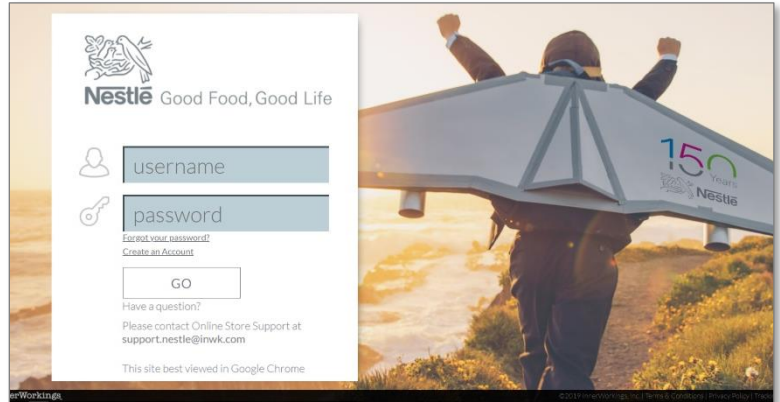 Nestlé Good Food, Good Life
username
password
Forgot your password?
Create an Account
GO
Have a question?
Please contact Online Store Support at
support.nestle@inwk.com
This site best viewed in Google Chrome
150
Years
Nestlé
erWorkings
©2019 InnerWorkings, Inc. | Terms & Conditions | Privacy Policy |